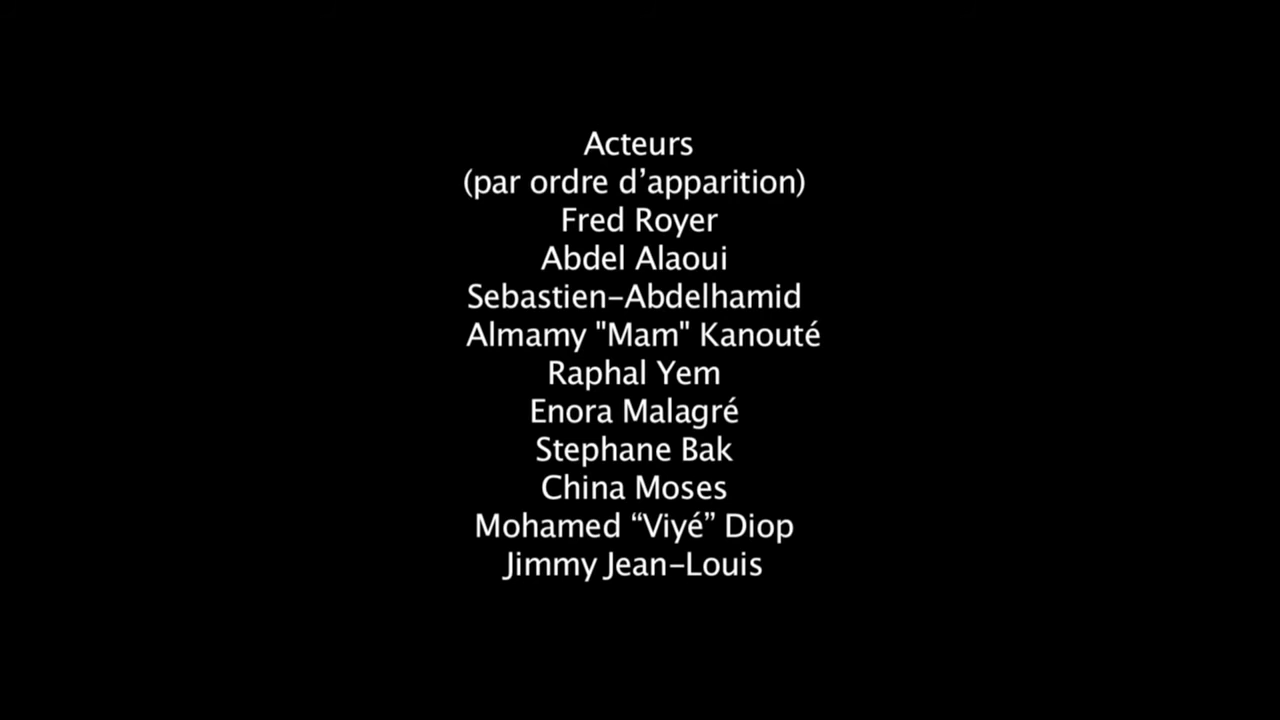 Acteurs
(par ordre d’apparition)
Fred Royer
Abdel Alaoui
Sebastien-Abdelhamid
Almamy "Mam" Kanouté
Raphal Yem
Enora Malagré
Stephane Bak
China Moses
Mohamed “Viyé” Diop
Jimmy Jean-Louis